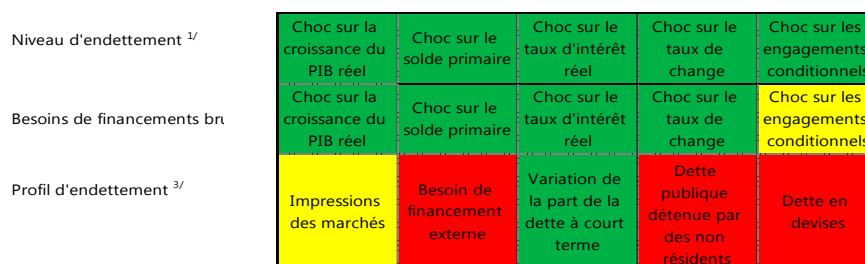 Niveau d'endettement 1/
Choc sur la
croissance du
PIB réel
Choc sur le
solde primaire
Choc sur le
taux d'intérêt
réel
Choc sur le
taux de
change
Choc sur les
engagements
conditionnels
Besoins de financements bru
Choc sur la
croissance du
PIB réel
Choc sur le
solde primaire
Choc sur le
taux d'intérêt
réel
Choc sur le
taux de
change
Choc sur les
engagements
conditionnels
Profil d'endettement 3/
Impressions
des marchés
Besoin de
financement
externe
Variation de
la part de la
dette à court
terme
Dette
publique
détenue par
des non
résidents
Dette en
devises